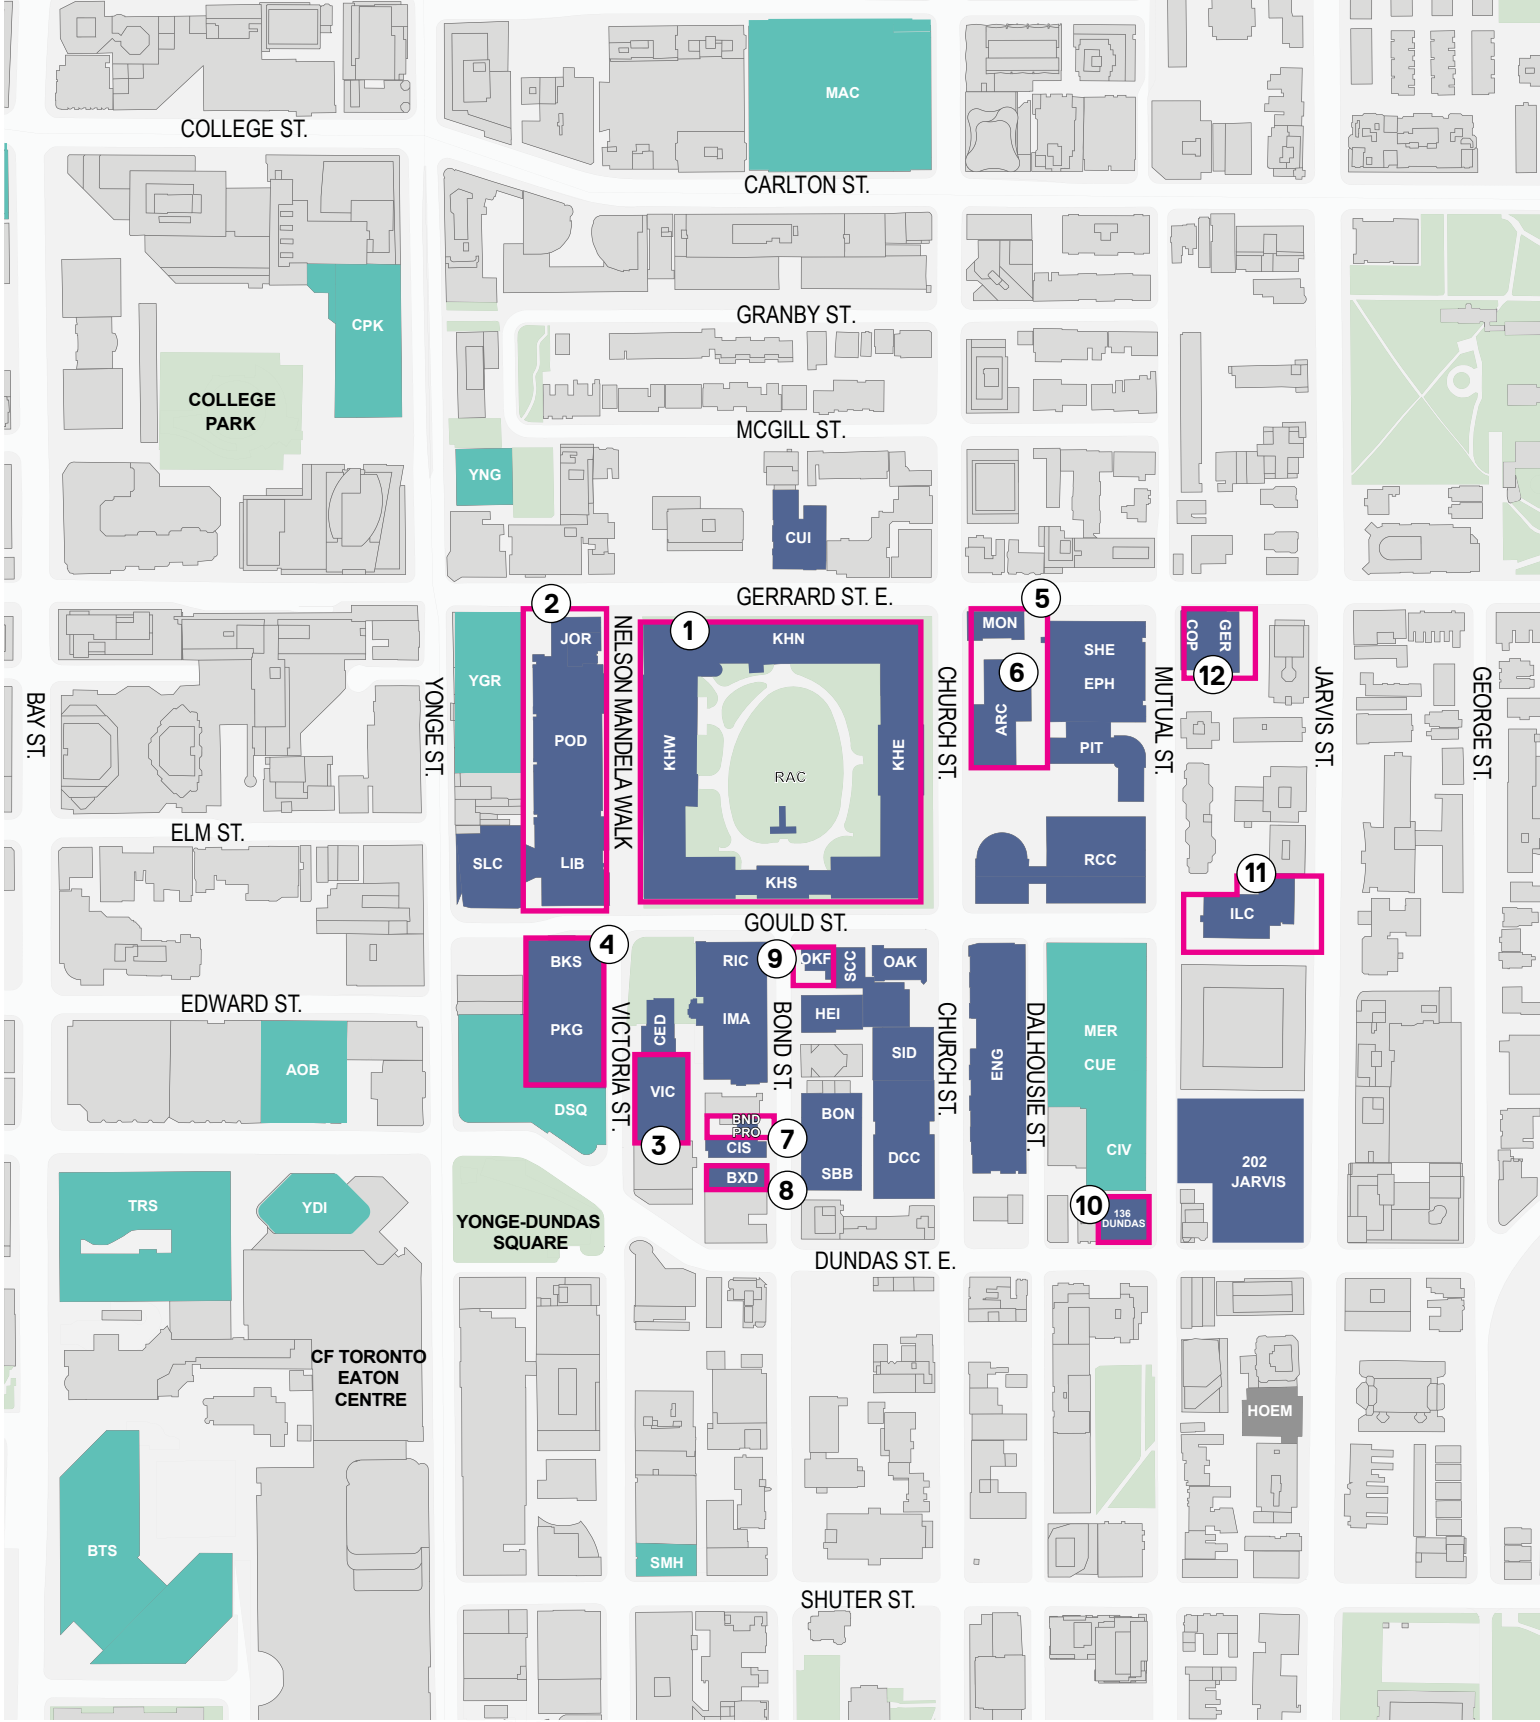 MAC
COLLEGE ST.
CARLTON ST.
GRANBY ST.
CPK
COLLEGE
PARK
MCGILL ST.
YNG
CUI
GERRARD ST. E.
2
JOR
NELSON MANDELA WALK
1
KHN
5
MON
6
SHE
EPH
COP
GER
12
YGR
POD
KHW
RAC
KHE
CHURCH ST.
ARC
PIT
MUTUAL ST.
JARVIS ST.
GEORGE ST.
BAY ST.
YONGE ST.
ELM ST.
SLC
LIB
KHS
RCC
11
ILC
GOULD ST.
4
BKS
PKG
EDWARD ST.
VICTORIA ST.
RIC
IMA
9
OKF
SCC
OAK
CED
BOND ST.
HEI
SID
CHURCH ST.
ENG
DALHOUSIE ST.
MER
CUE
AOB
DSQ
VIC
3
BND
PRO
7
CIS
BXD
8
BON
SBB
DCC
CIV
202
JARVIS
10
136
DUNDAS
TRS
YDI
YONGE-DUNDAS
SQUARE
DUNDAS ST. E.
CF TORONTO
EATON
CENTRE
HOEM
BTS
SMH
SHUTER ST.